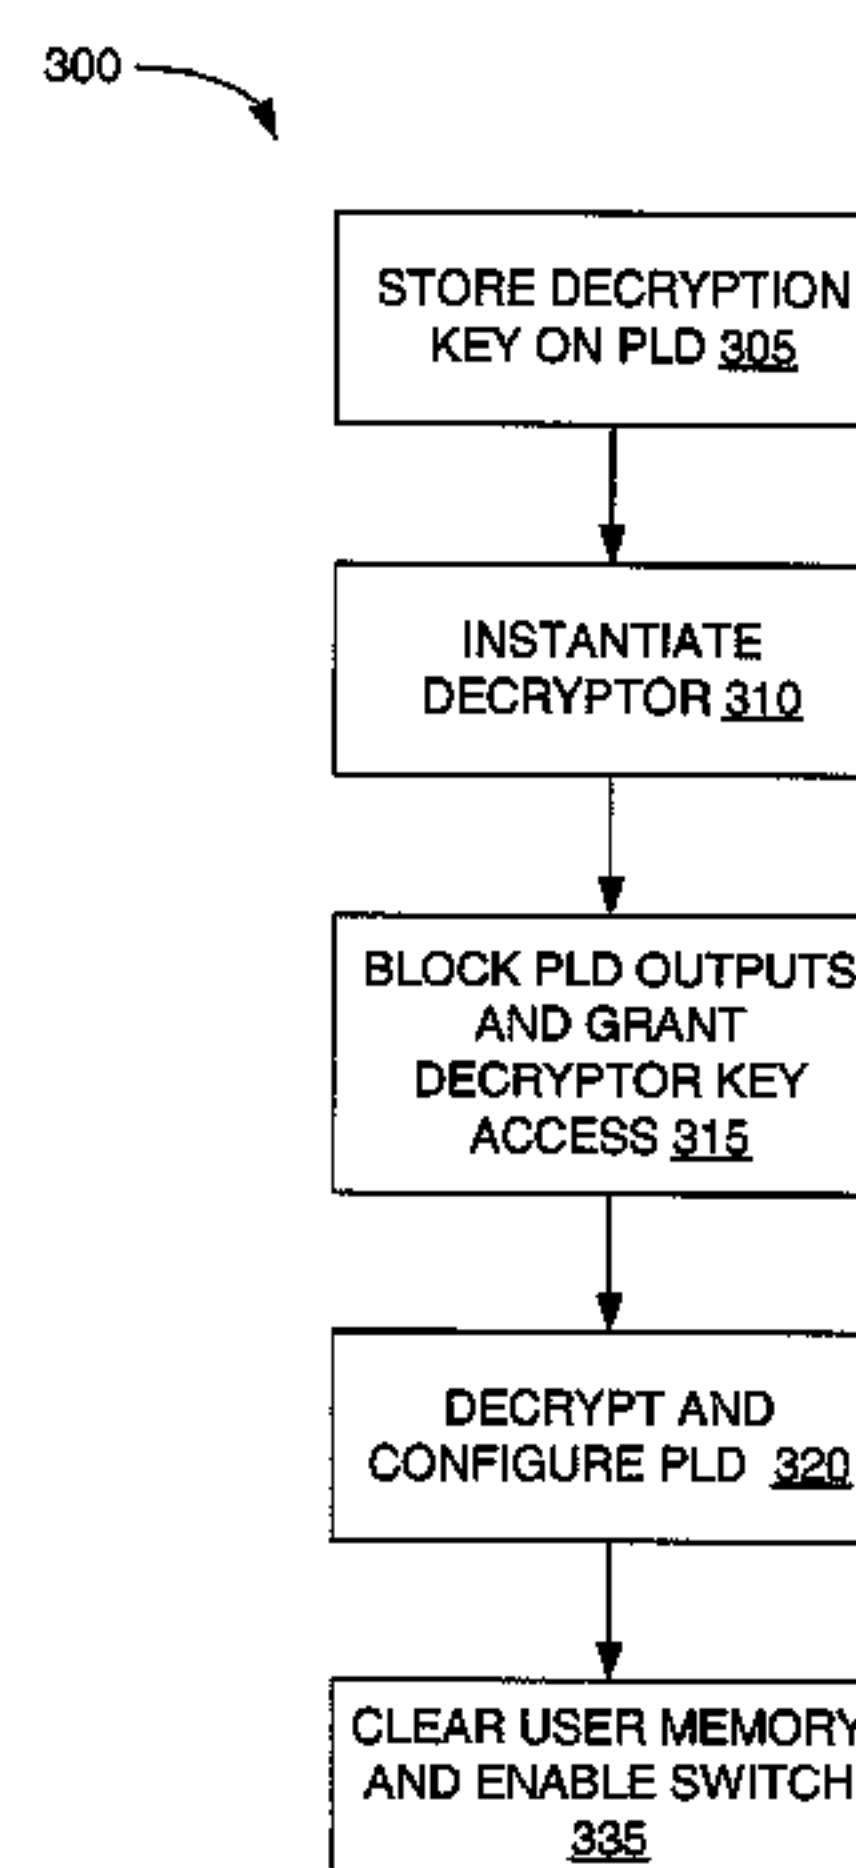 300
STORE DECRYPTION
KEY ON PLD 305
INSTANTIATE
DECRYPTOR 310
BLOCK PLD OUTPUTS
AND GRANT
DECRYPTOR KEY
ACCESS 315
DECRYPT AND
CONFIGURE PLD 320
CLEAR USER MEMORY
AND ENABLE SWITCH
335